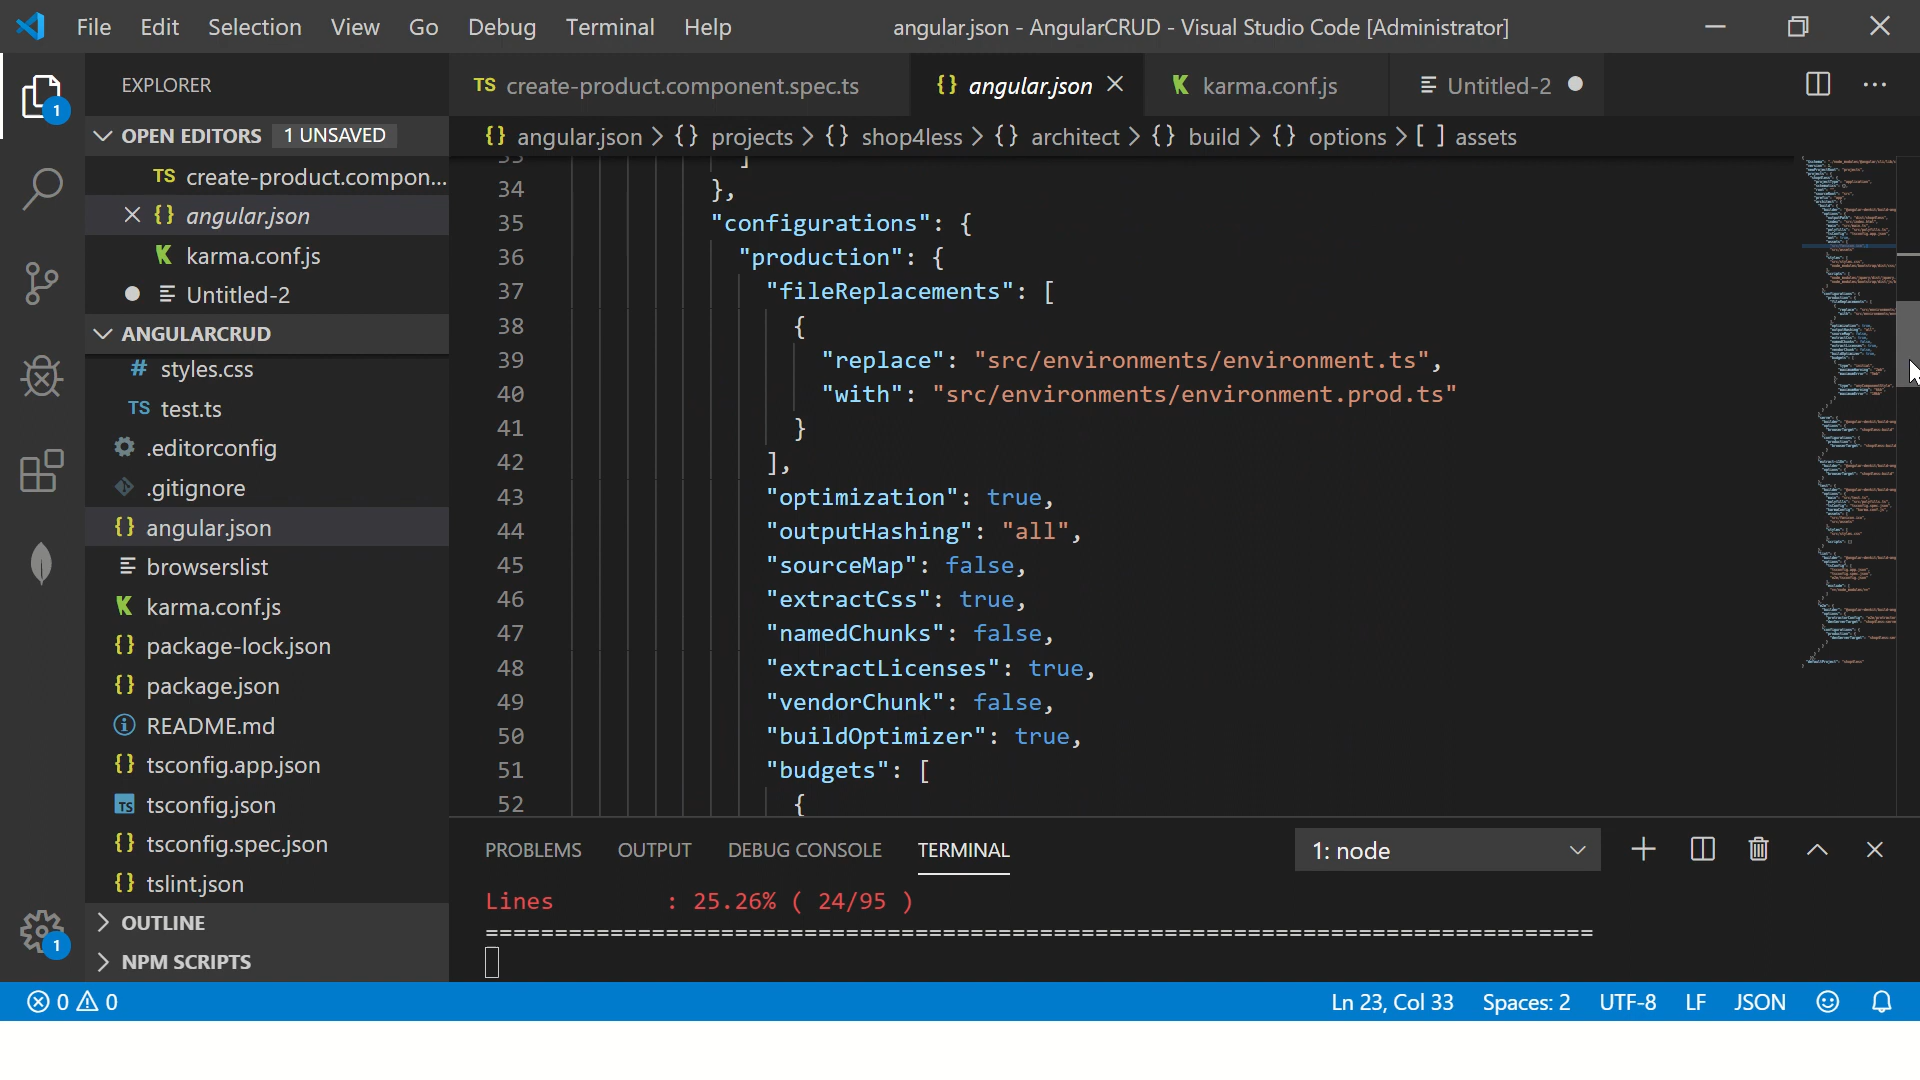 File Edit Selection View Go Debug Terminal Help
angular.json - AngularCRUD - Visual Studio Code [Administrator]
EXPLORER
1
OPEN EDITORS 1 UNSAVED
TS create-product.compon...
{} angular.json
karma.conf.js
Untitled-2
ANGULARCRUD
# styles.css
TS test.ts
.editorconfig
.gitignore
{} angular.json
browserslist
karma.conf.js
{} package-lock.json
{} package.json
README.md
{} tsconfig.app.json
TS tsconfig.json
{} tsconfig.spec.json
{} tslint.json
OUTLINE
NPM SCRIPTS
1
TS create-product.component.spec.ts
{} angular.json
karma.conf.js
Untitled-2
{} angular.json > {} projects > {} shop4less > {} architect > {} build > {} options > [ ] assets
33 ]
34 },
35 "configurations": {
36 "production": {
37 "fileReplacements": [
38 {
39 "replace": "src/environments/environment.ts",
40 "with": "src/environments/environment.prod.ts"
41 }
42 ],
43 "optimization": true,
44 "outputHashing": "all",
45 "sourceMap": false,
46 "extractCss": true,
47 "namedChunks": false,
48 "extractLicenses": true,
49 "vendorChunk": false,
50 "buildOptimizer": true,
51 "budgets": [
52 {
PROBLEMS OUTPUT DEBUG CONSOLE TERMINAL
1: node
Lines : 25.26% ( 24/95 )
================================================================================
0 0
Ln 23, Col 33 Spaces: 2 UTF-8 LF JSON